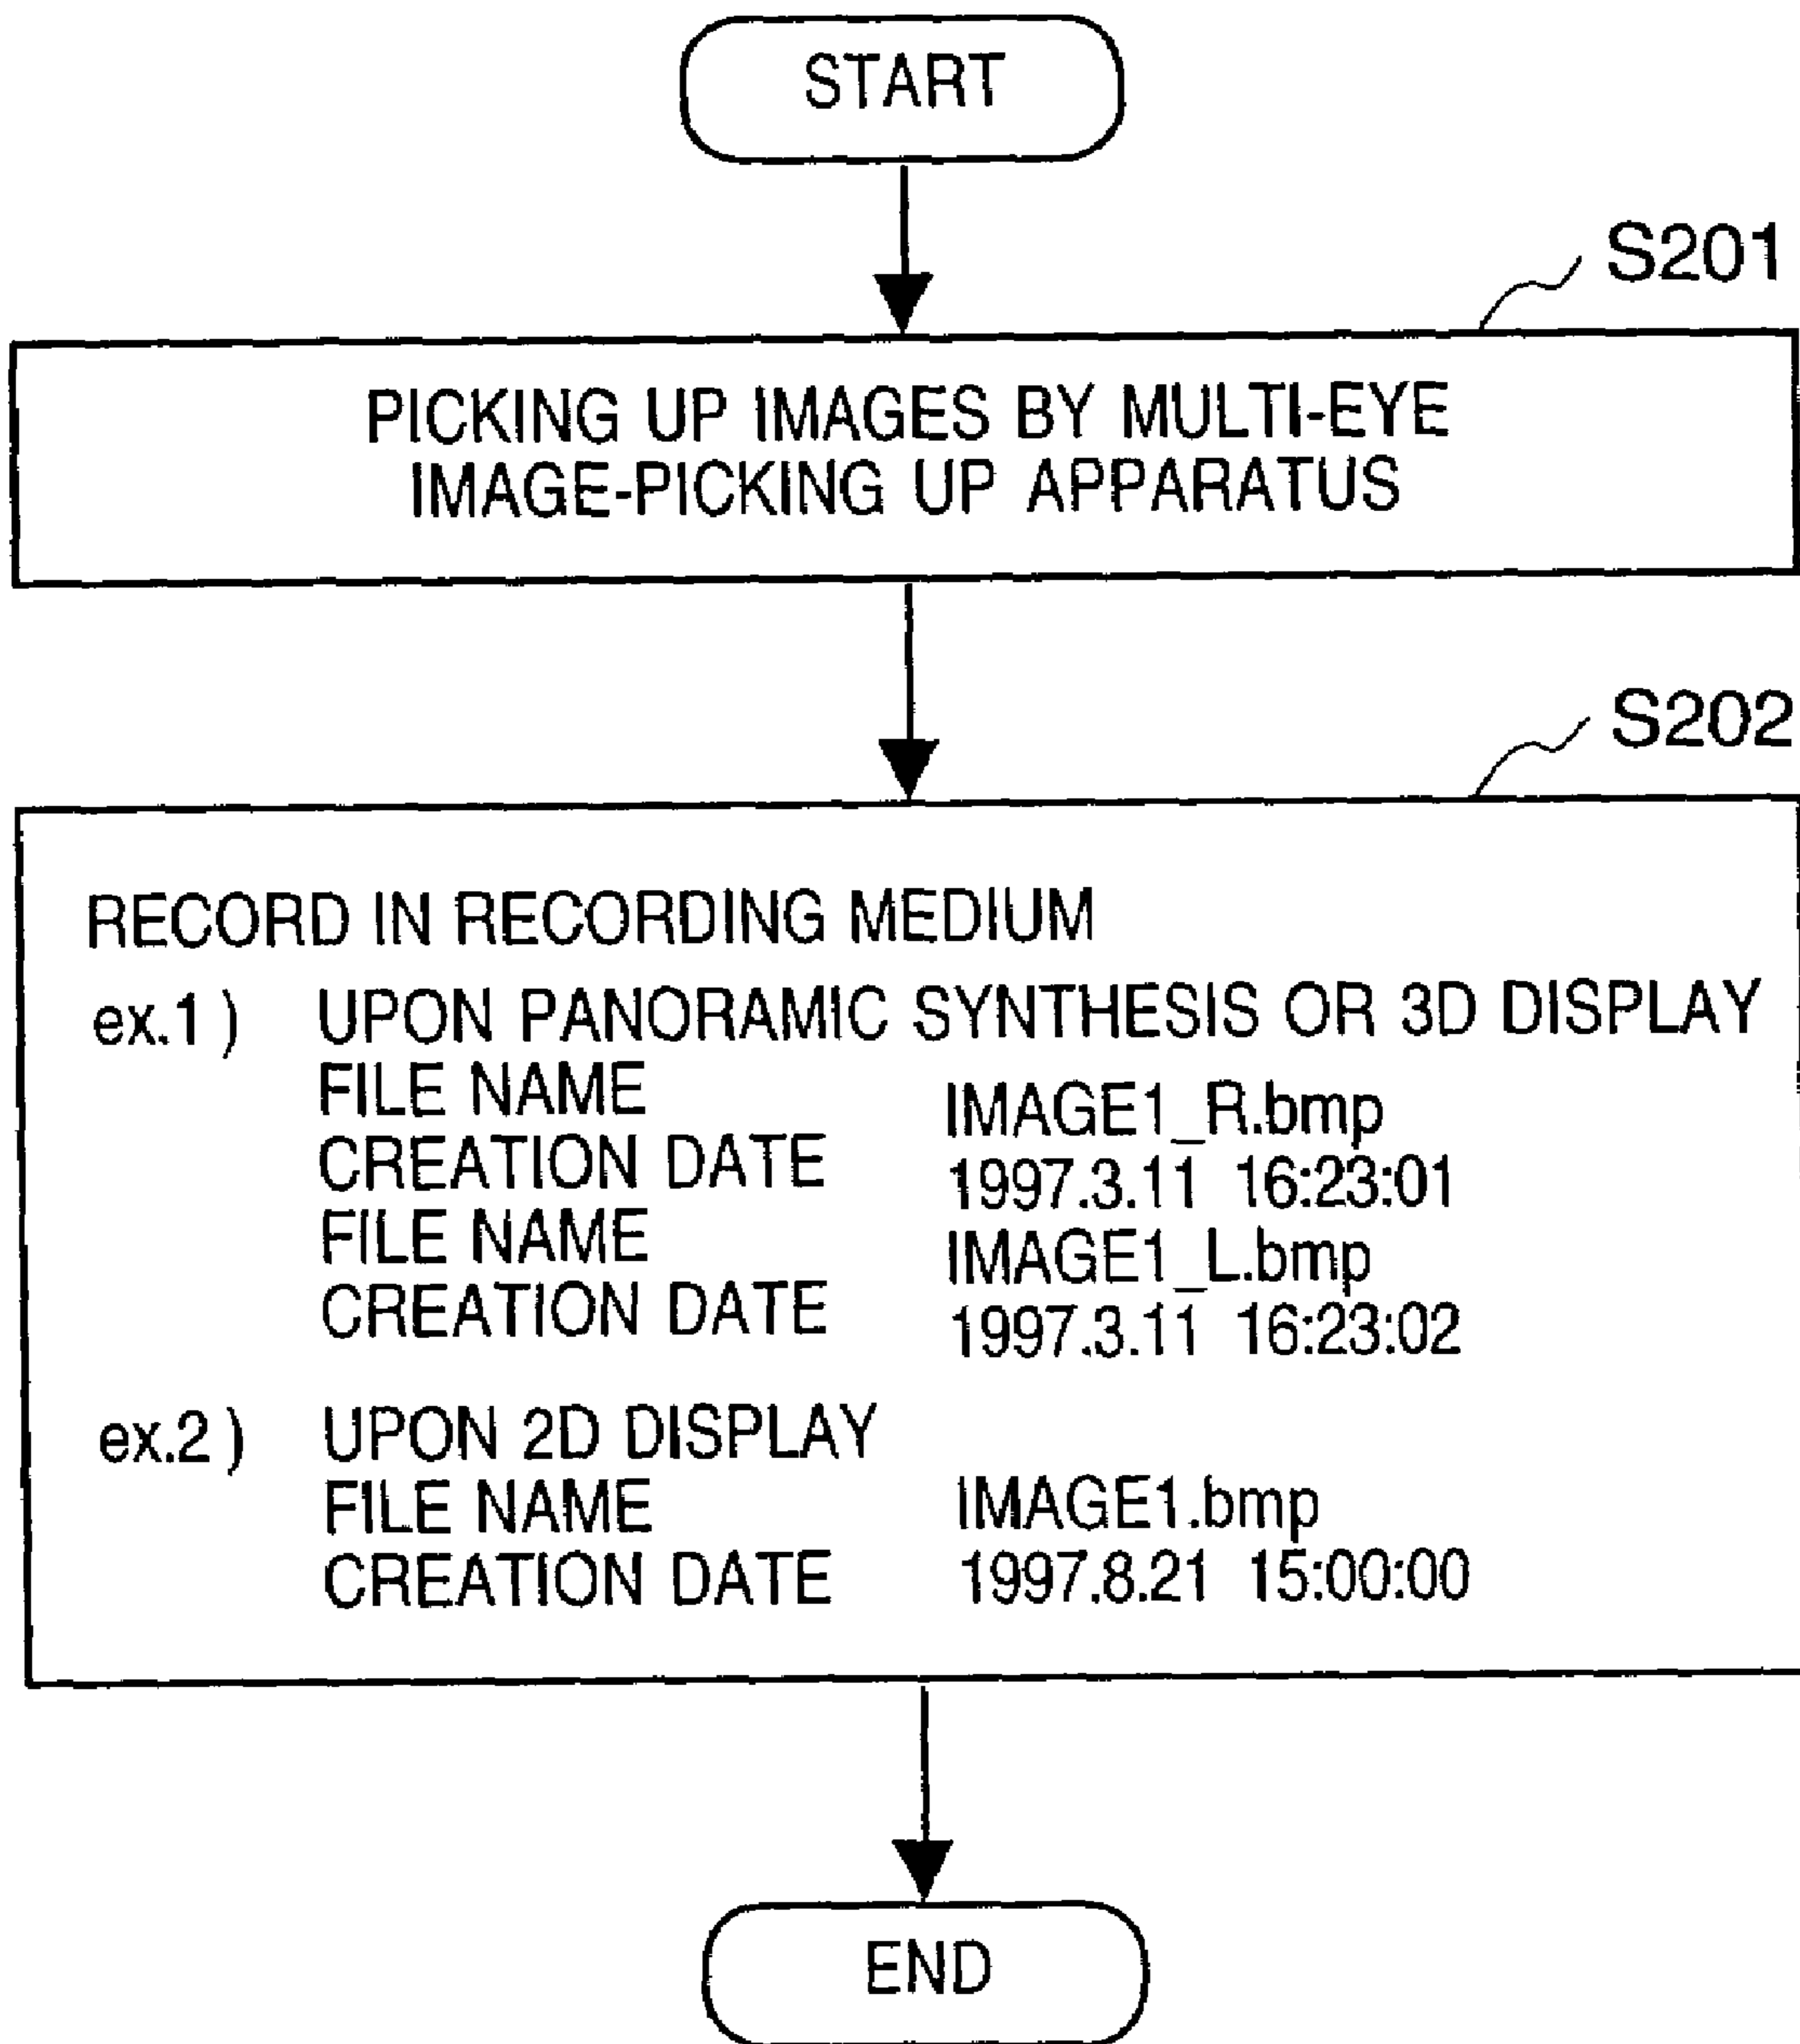 START
S201
PICKING UP IMAGES BY MULTI-EYE
IMAGE-PICKING UP APPARATUS
S202
RECORD IN RECORDING MEDIUM
ex.1) UPON PANORAMIC SYNTHESIS OR 3D DISPLAY
FILE NAME IMAGE1_R.bmp
CREATION DATE 1997.3.11 16:23:01
FILE NAME IMAGE1_L.bmp
CREATION DATE 1997.3.11 16:23:02
ex.2) UPON 2D DISPLAY
FILE NAME IMAGE1.bmp
CREATION DATE 1997.8.21 15:00:00
END